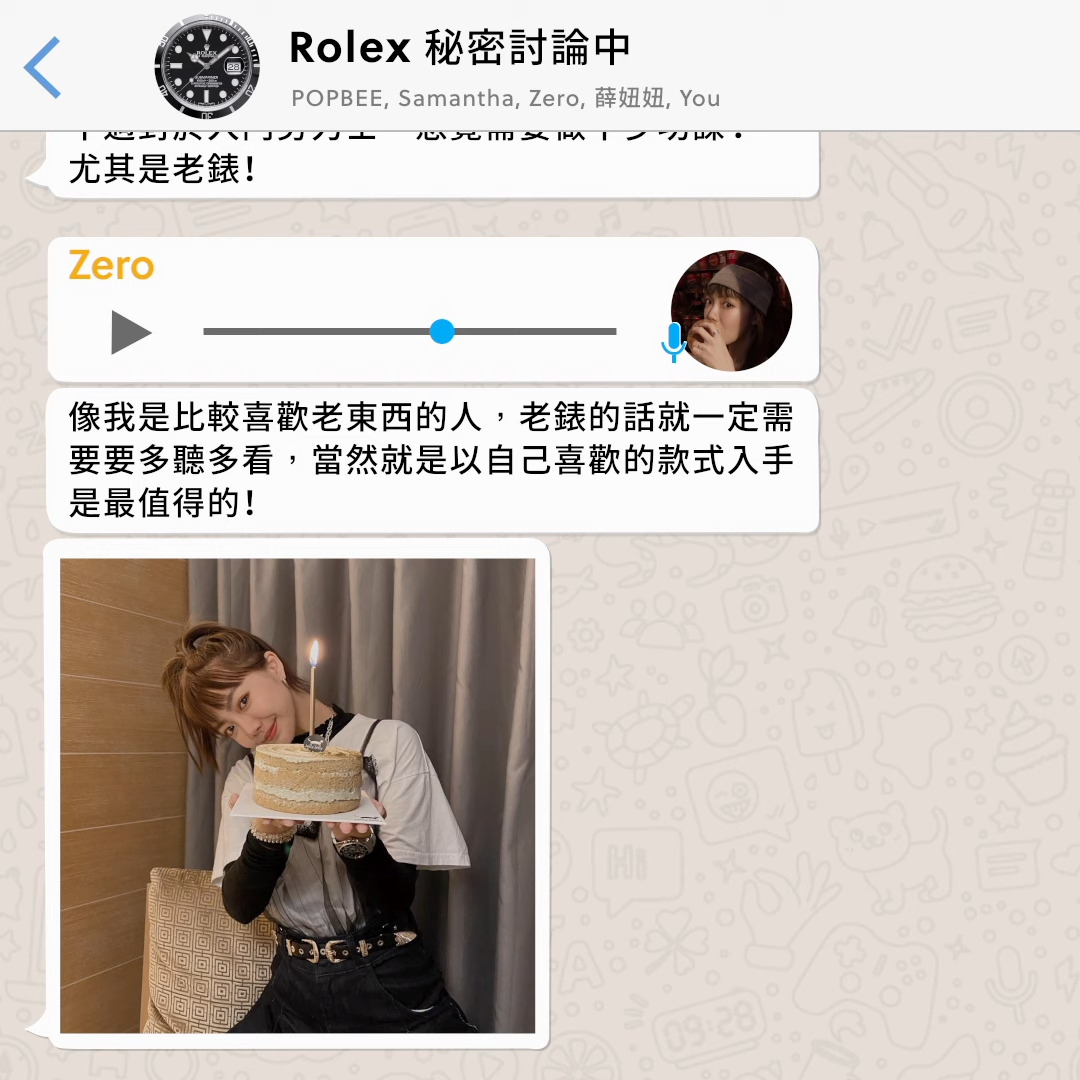 Rolex 秘密討論中
POPBEE, Samantha, Zero, 薛妞妞, You
尤其是老錶！
Zero
像我是比較喜歡老東西的人，老錶的話就一定需
要要多聽多看，當然就是以自己喜歡的款式入手
是最值得的！
Hi
09:28